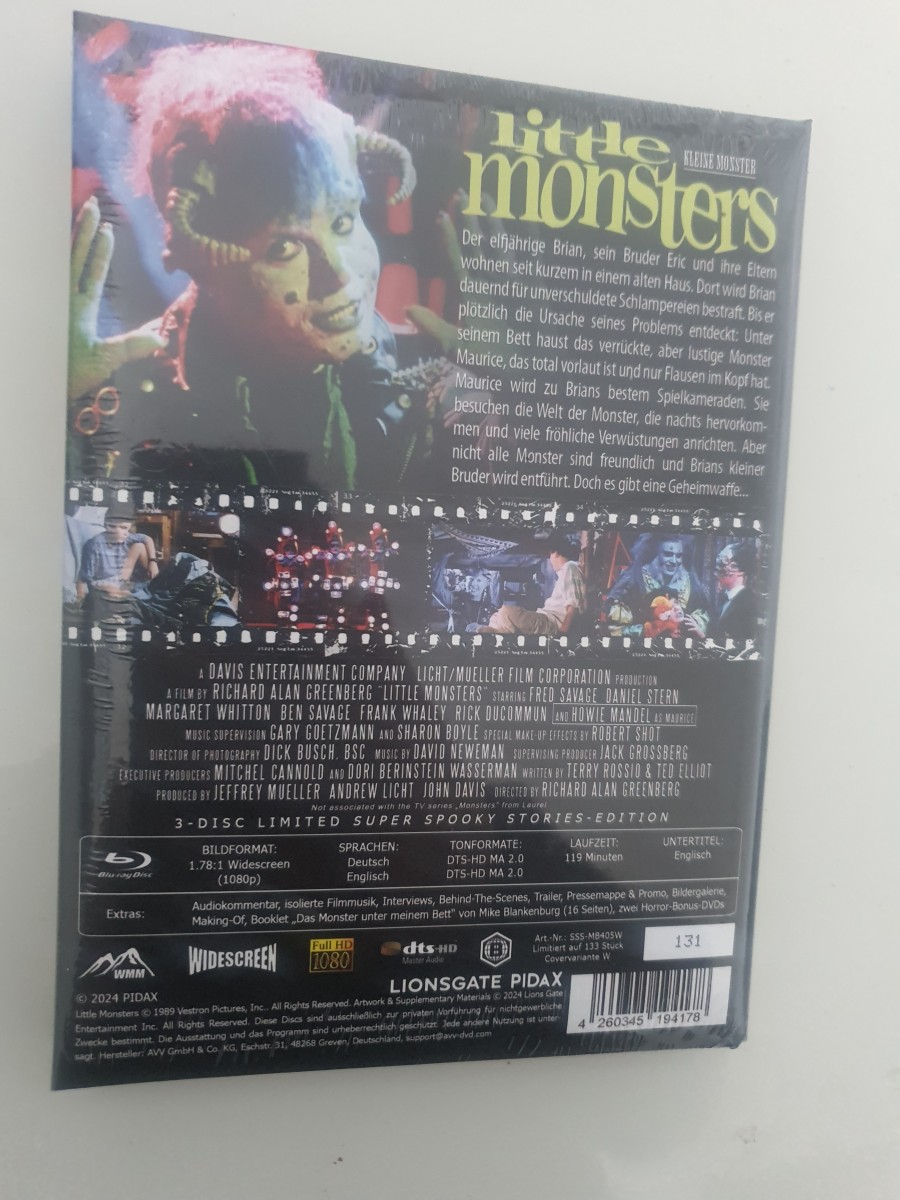 little
KLEINE MONSTER
monsters
Der elfjährige Brian, sein Bruder Eric und ihre Eltern
wohnen seit kurzem in einem alten Haus. Dort wird Brian
dauernd für unverschuldete Schlampereien bestraft. Bis er
plötzlich die Ursache seines Problems entdeckt: Unter
seinem Bett haust das verrückte, aber lustige Monster
Maurice, das total vorlaut ist und nur Flausen im Kopf hat.
Maurice wird zu Brians bestem Spielkameraden. Sie
besuchen die Welt der Monster, die nachts hervorkom-
men und viele fröhliche Verwüstungen anrichten. Aber
nicht alle Monster sind freundlich und Brians kleiner
Bruder wird entführt. Doch es gibt eine Geheimwaffe...
A DAVIS ENTERTAINMENT COMPANY LICHT/MUELLER FILM CORPORATION PRODUCTION
A FILM BY RICHARD ALAN GREENBERG "LITTLE MONSTERS" STARRING FRED SAVAGE DANIEL STERN
MARGARET WHITTON BEN SAVAGE FRANK WHALEY RICK DUCOMMUN AND HOWIE MANDEL AS MAURICE
MUSIC SUPERVISION GARY GOETZMANN AND SHARON BOYLE SPECIAL MAKE-UP EFFECTS BY ROBERT SHOT
DIRECTOR OF PHOTOGRAPHY DICK BUSCH, BSC MUSIC BY DAVID NEWEMAN SUPERVISING PRODUCER JACK GROSSBERG
EXECUTIVE PRODUCERS MITCHEL CANNOLD AND DORI BERINSTEIN WASSERMAN WRITTEN BY TERRY ROSSIO & TED ELLIOT
PRODUCED BY JEFFREY MUELLER ANDREW LICHT JOHN DAVIS DIRECTED BY RICHARD ALAN GREENBERG
Not associated with the TV series „Monsters" from Laurel
3-DISC LIMITED SUPER SPOOKY STORIES-EDITION
Blu-ray Disc
BILDFORMAT:
1.78:1 Widescreen
(1080p)
SPRACHEN:
Deutsch
Englisch
TONFORMATE:
DTS-HD MA 2.0
DTS-HD MA 2.0
LAUFZEIT:
119 Minuten
UNTERTITEL:
Englisch
Extras:
Audiokommentar, isolierte Filmmusik, Interviews, Behind-The-Scenes, Trailer, Pressemappe & Promo, Bildergalerie,
Making-Of, Booklet „Das Monster unter meinem Bett" von Mike Blankenburg (16 Seiten), zwei Horror-Bonus-DVDs
WMM
WIDESCREEN
Full HD
1080
dts-HD
Master Audio
Art.-Nr.: SSS-MB405W
Limitiert auf 133 Stück
Covervariante W
131
LIONSGATE PIDAX
© 2024 PIDAX
Little Monsters © 1989 Vestron Pictures, Inc.. All Rights Reserved. Artwork & Supplementary Materials © 2024 Lions Gate
Entertainment Inc. All Rights Reserved. Diese Discs sind ausschließlich zur privaten Vorführung für nichtgewerbliche
Zwecke bestimmt. Die Ausstattung und das Programm sind urheberrechtlich geschützt. Jede andere Nutzung ist unter-
sagt. Hersteller: AVV GmbH & Co. KG, Eschstr. 31, 48268 Greven, Deutschland, support@avv-dvd.com
4 260345 194178